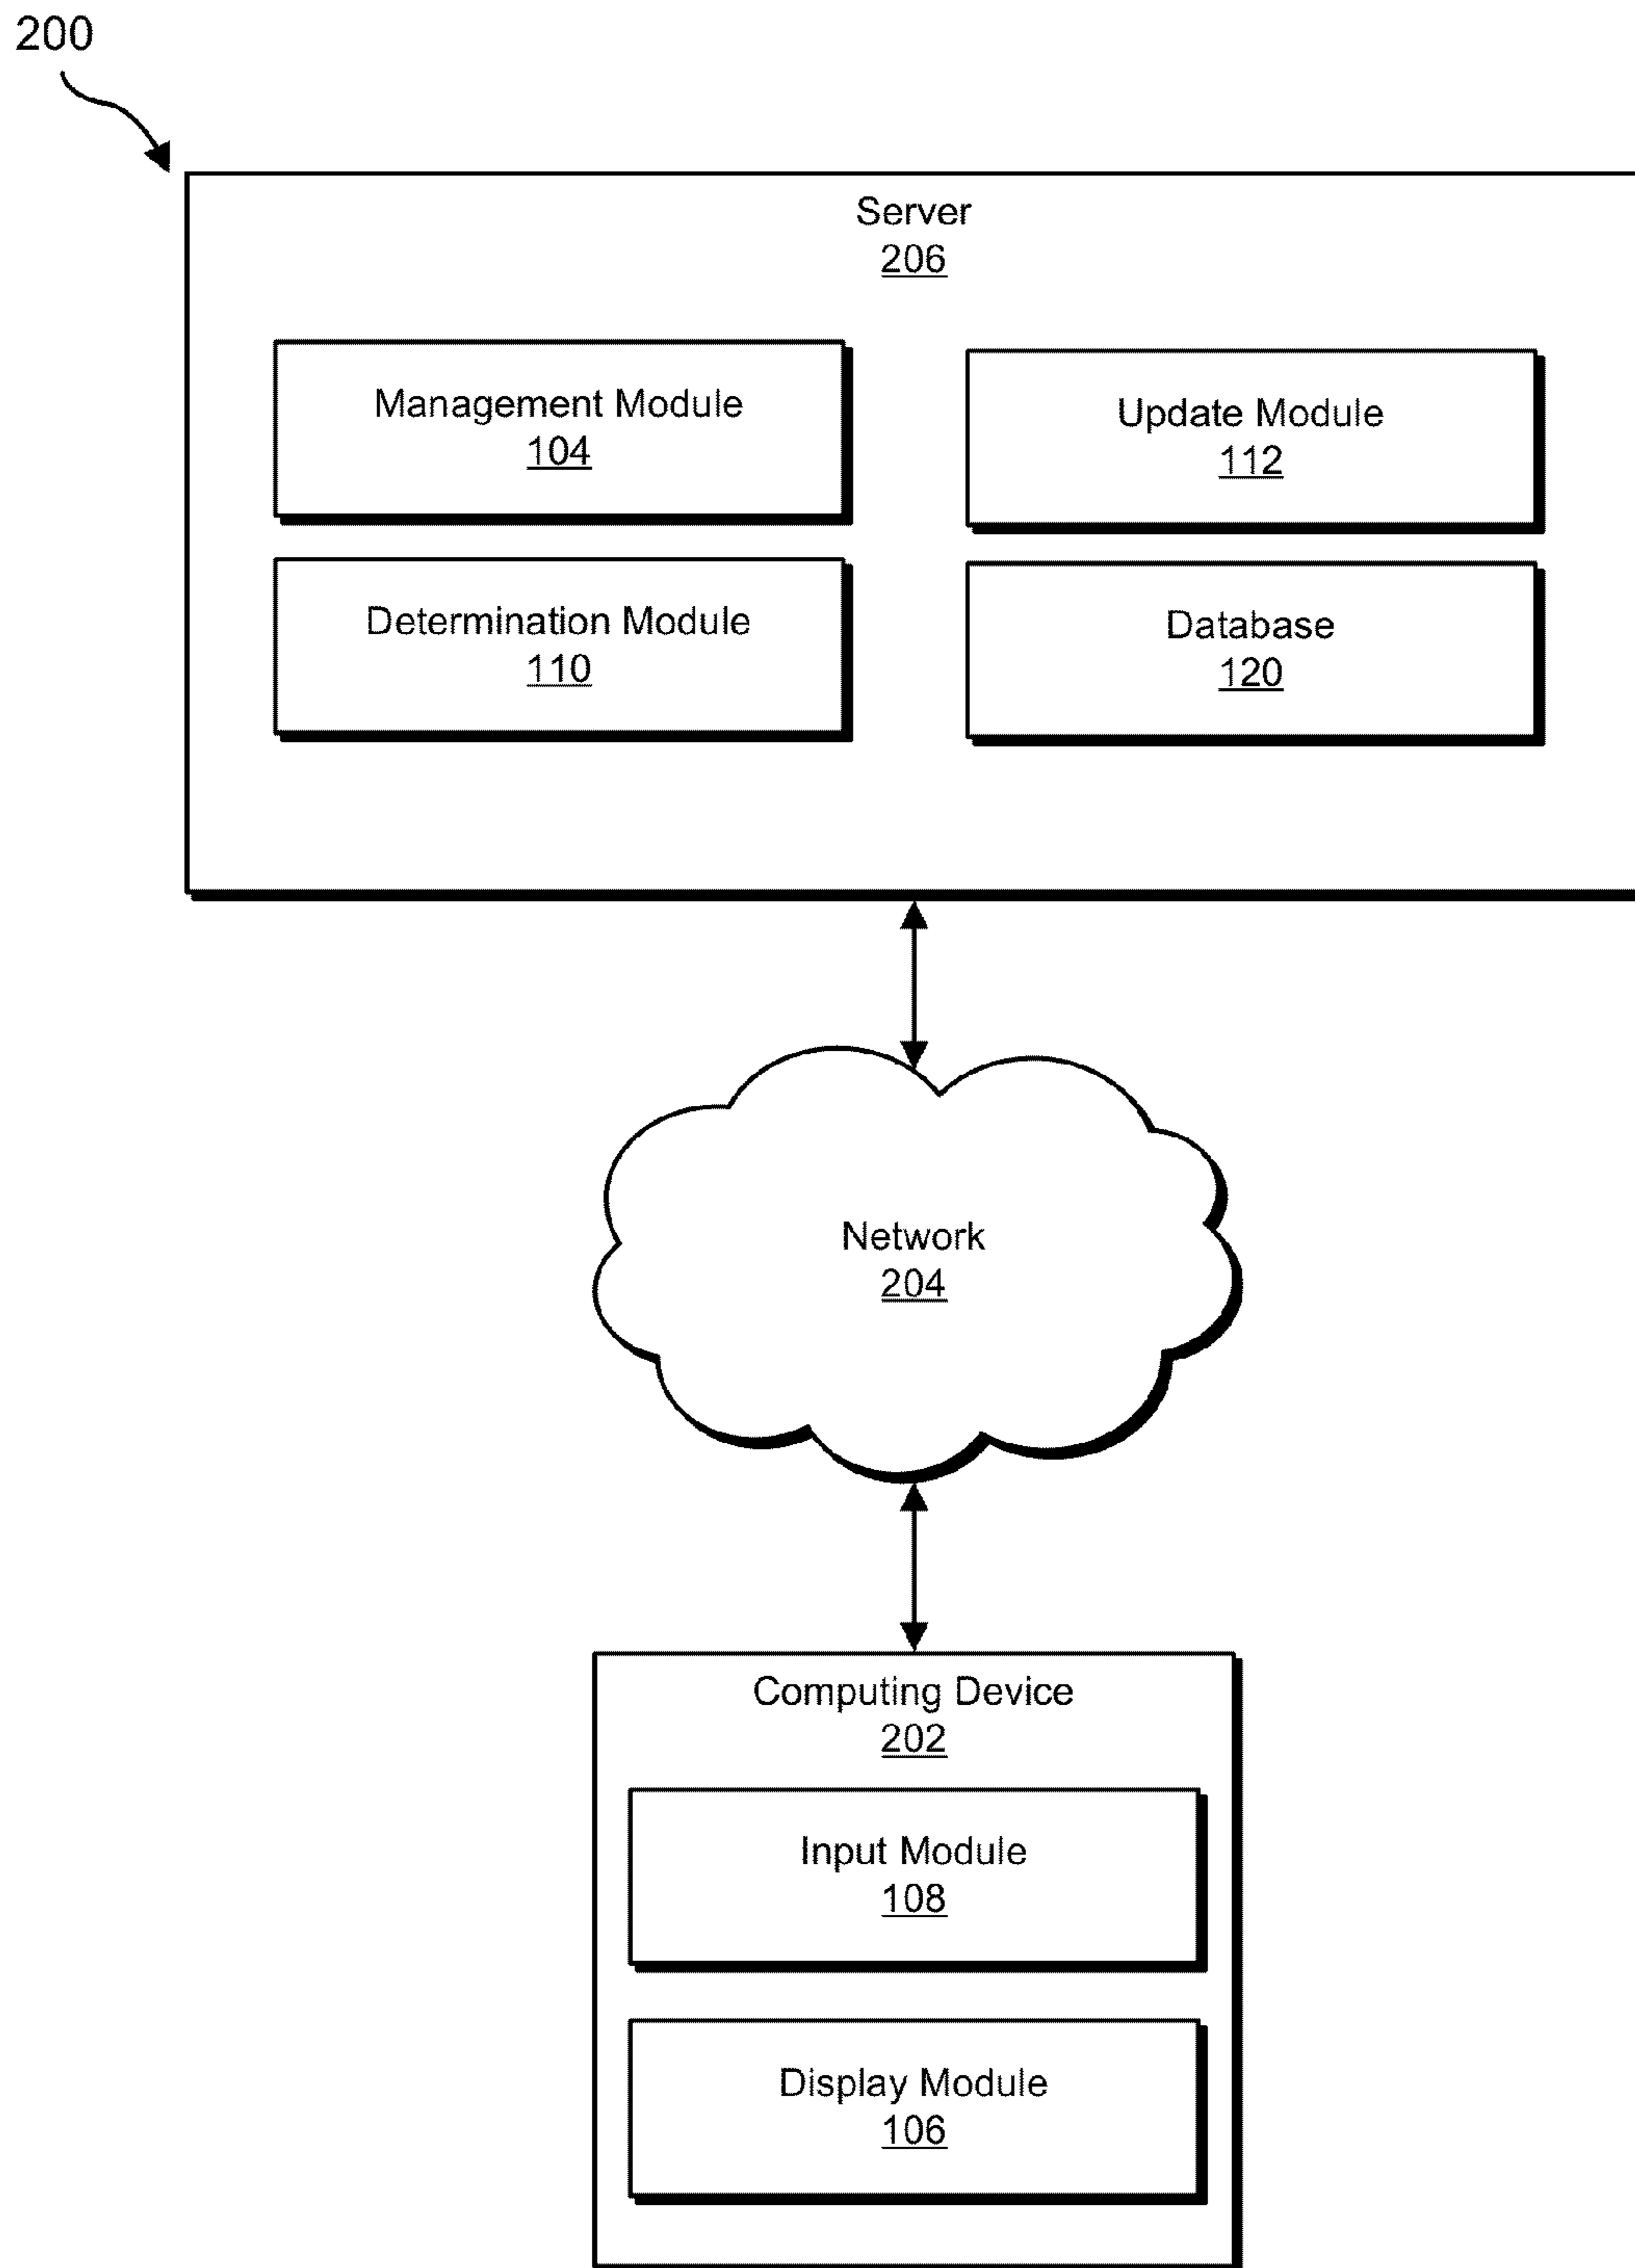 200
Server
206
Management Module
104
Update Module
112
Determination Module
110
Database
120
Network
204
Computing Device
202
Input Module
108
Display Module
106